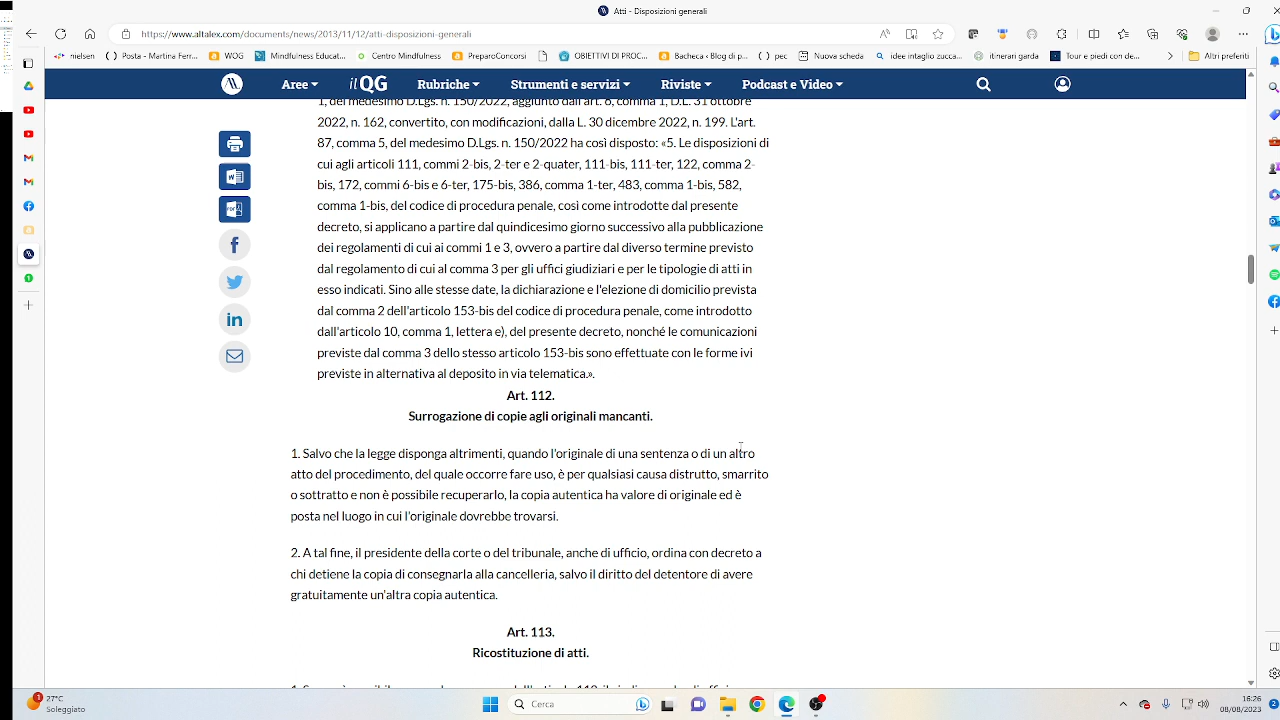 Atti - Disposizioni generali
https://www.altalex.com/documents/news/2013/11/12/atti-disposizioni-generali
nielsen
Posta - Martina Ferrer...
WOCG
McIndless Educat...
Coinbase
PreparoConcorsi
OBIETTIVO IN PED...
Bacheca - Blog STO...
pecc
PROC...
se idee intaglio zucco...
itinerari garda
Tour e piedi con de...
Altri preferiti
Aree
ilQG
Rubriche
Strumenti e servizi
Riviste
Podcast e Video
1, del medesimo D.Lgs. n. 150/2022, aggiunto dall'art. 6, comma 1, D.L. 31 ottobre
2022, n. 162, convertito, con modificazioni, dalla L. 30 dicembre 2022, n. 199. L'art.
87, comma 5, del medesimo D.Lgs. n. 150/2022 ha così disposto: «5. Le disposizioni di
cui agli articoli 111, commi 2-bis, 2-ter e 2-quater, 111-bis, 111-ter, 122, comma 2-
bis, 172, commi 6-bis e 6-ter, 175-bis, 386, comma 1-ter, 483, comma 1-bis, 582,
comma 1-bis, del codice di procedura penale, così come introdotte dal presente
decreto, si applicano a partire dal quindicesimo giorno successivo alla pubblicazione
dei regolamenti di cui ai commi 1 e 3, ovvero a partire dal diverso termine previsto
dal regolamento di cui al comma 3 per gli uffici giudiziari e per le tipologie di atti in
esso indicati. Sino alle stesse date, la dichiarazione e l'elezione di domicilio prevista
dal comma 2 dell'articolo 153-bis del codice di procedura penale, come introdotto
dall'articolo 10, comma 1, lettera e), del presente decreto, nonché le comunicazioni
previste dal comma 3 dello stesso articolo 153-bis sono effettuate con le forme ivi
previste in alternativa al deposito in via telematica.».
Art. 112.
Surrogazione di copie agli originali mancanti.
1. Salvo che la legge disponga altrimenti, quando l'originale di una sentenza o di un altro
atto del procedimento, del quale occorre fare uso, è per qualsiasi causa distrutto, smarrito
o sottratto e non è possibile recuperarlo, la copia autentica ha valore di originale ed è
posta nel luogo in cui l'originale dovrebbe trovarsi.
2. A tal fine, il presidente della corte o del tribunale, anche di ufficio, ordina con decreto a
chi detiene la copia di consegnarla alla cancelleria, salvo il diritto del detentore di avere
gratuitamente un'altra copia autentica.
Art. 113.
Ricostituzione di atti.
27°C
Soleggiato
Cerca
18:26
08/08/2023